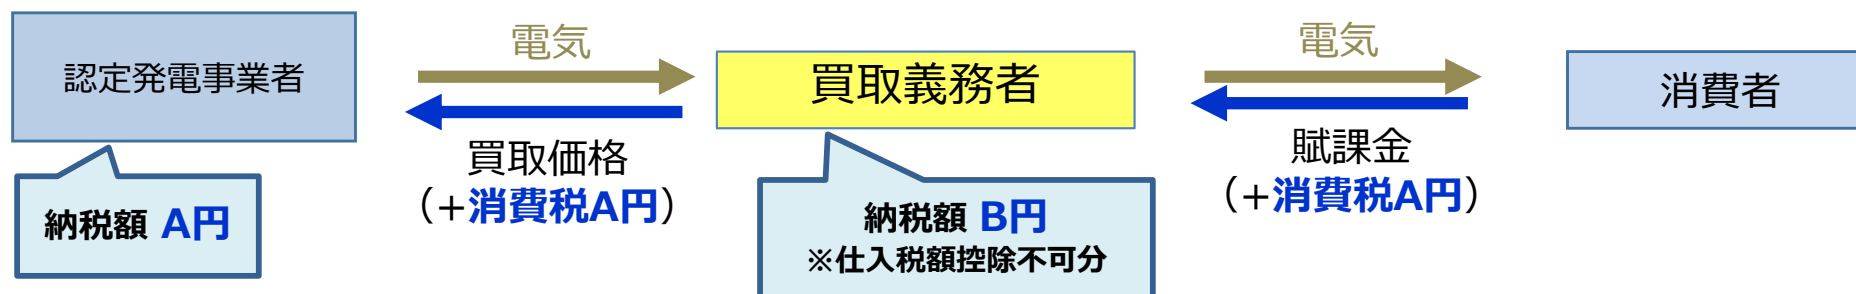 認定発電事業者
納税額 A円
電気
買取価格
（+消費税A円）
買取義務者
納税額 B円
※仕入税額控除不可分
電気
賦課金
（+消費税A円）
消費者